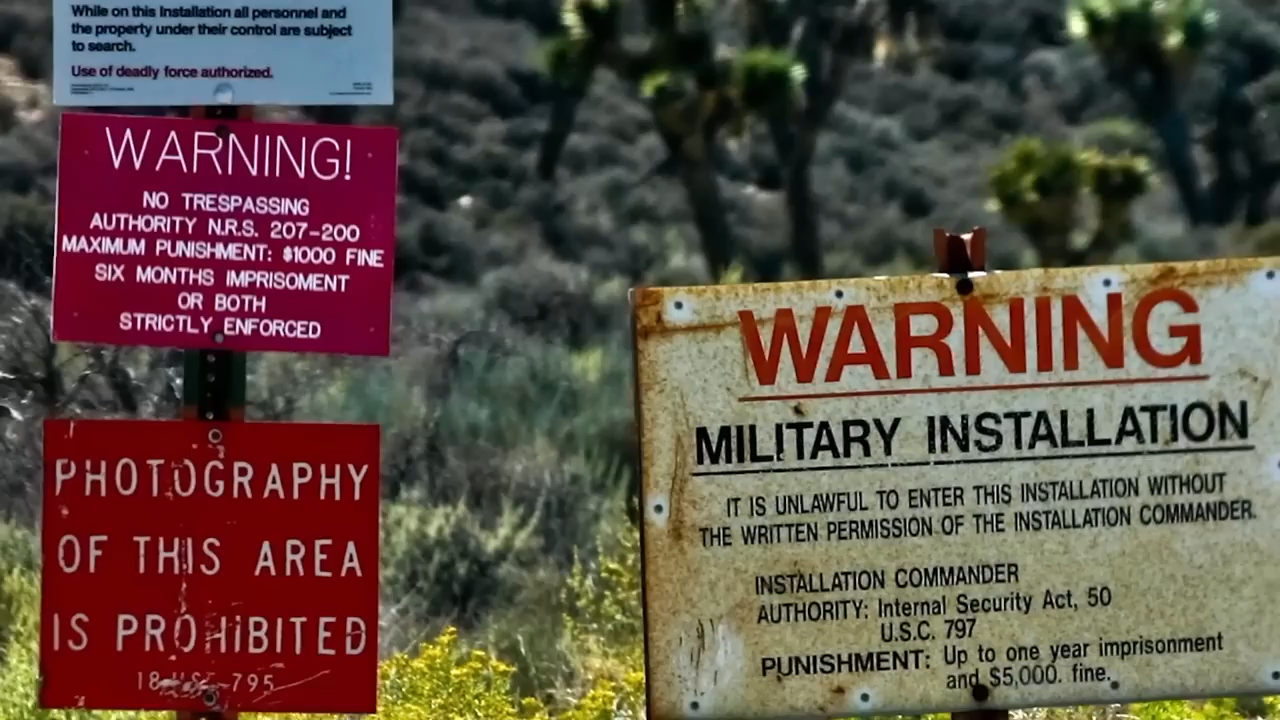 While on this Installation all personnel and
the property under their control are subject
to search.
Use of deadly force authorized.
WARNING!
NO TRESPASSING
AUTHORITY N.R.S. 207-200
MAXIMUM PUNISHMENT: $1000 FINE
SIX MONTHS IMPRISOMENT
OR BOTH
STRICTLY ENFORCED
PHOTOGRAPHY
OF THIS AREA
IS PROHIBITED
18 795
WARNING
MILITARY INSTALLATION
IT IS UNLAWFUL TO ENTER THIS INSTALLATION WITHOUT
THE WRITTEN PERMISSION OF THE INSTALLATION COMMANDER.
INSTALLATION COMMANDER
AUTHORITY: Internal Security Act, 50
U.S.C. 797
PUNISHMENT: Up to one year imprisonment
and $5,000. fine.